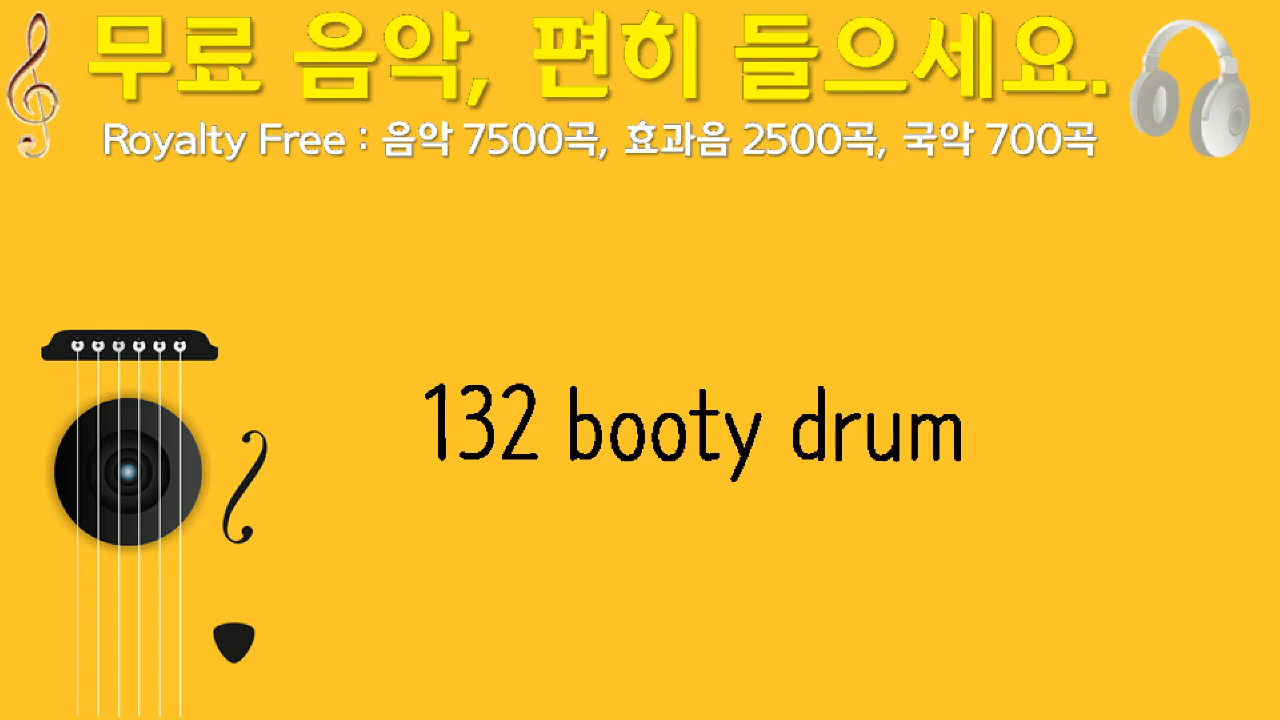 무료 음악, 편히 들으세요.
Royalty Free : 음악 7500곡, 효과음 2500곡, 국악 700곡
132 booty drum